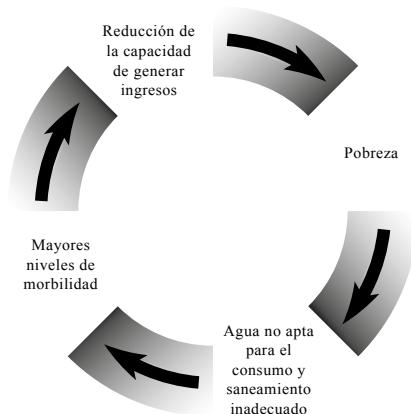 Reducción de
la capacidad
de generar
ingresos
Pobreza
Agua no apta
para el
consumo y
saneamiento
inadecuado
Mayores
niveles de
morbilidad